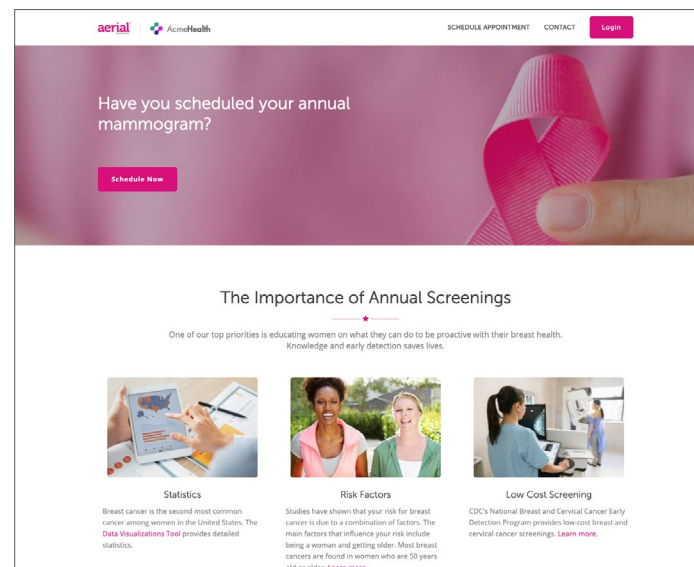 aerial AcmeHealth SCHEDULE APPOINTMENT CONTACT Login
Have you scheduled your annual
mammogram?
Schedule Now
The Importance of Annual Screenings
One of our top priorities is educating women on what they can do to be proactive with their breast health.
Knowledge and early detection saves lives.
Statistics
Breast cancer is the second most common
cancer among women in the United States. The
Data Visualizations Tool provides detailed
statistics.
Risk Factors
Studies have shown that your risk for breast
cancer is due to a combination of factors. The
main factors that influence your risk include
being a woman and getting older. Most breast
cancers are found in women who are 50 years
old or older. Learn more
Low Cost Screening
CDC's National Breast and Cervical Cancer Early
Detection Program provides low-cost breast and
cervical cancer screenings. Learn more.